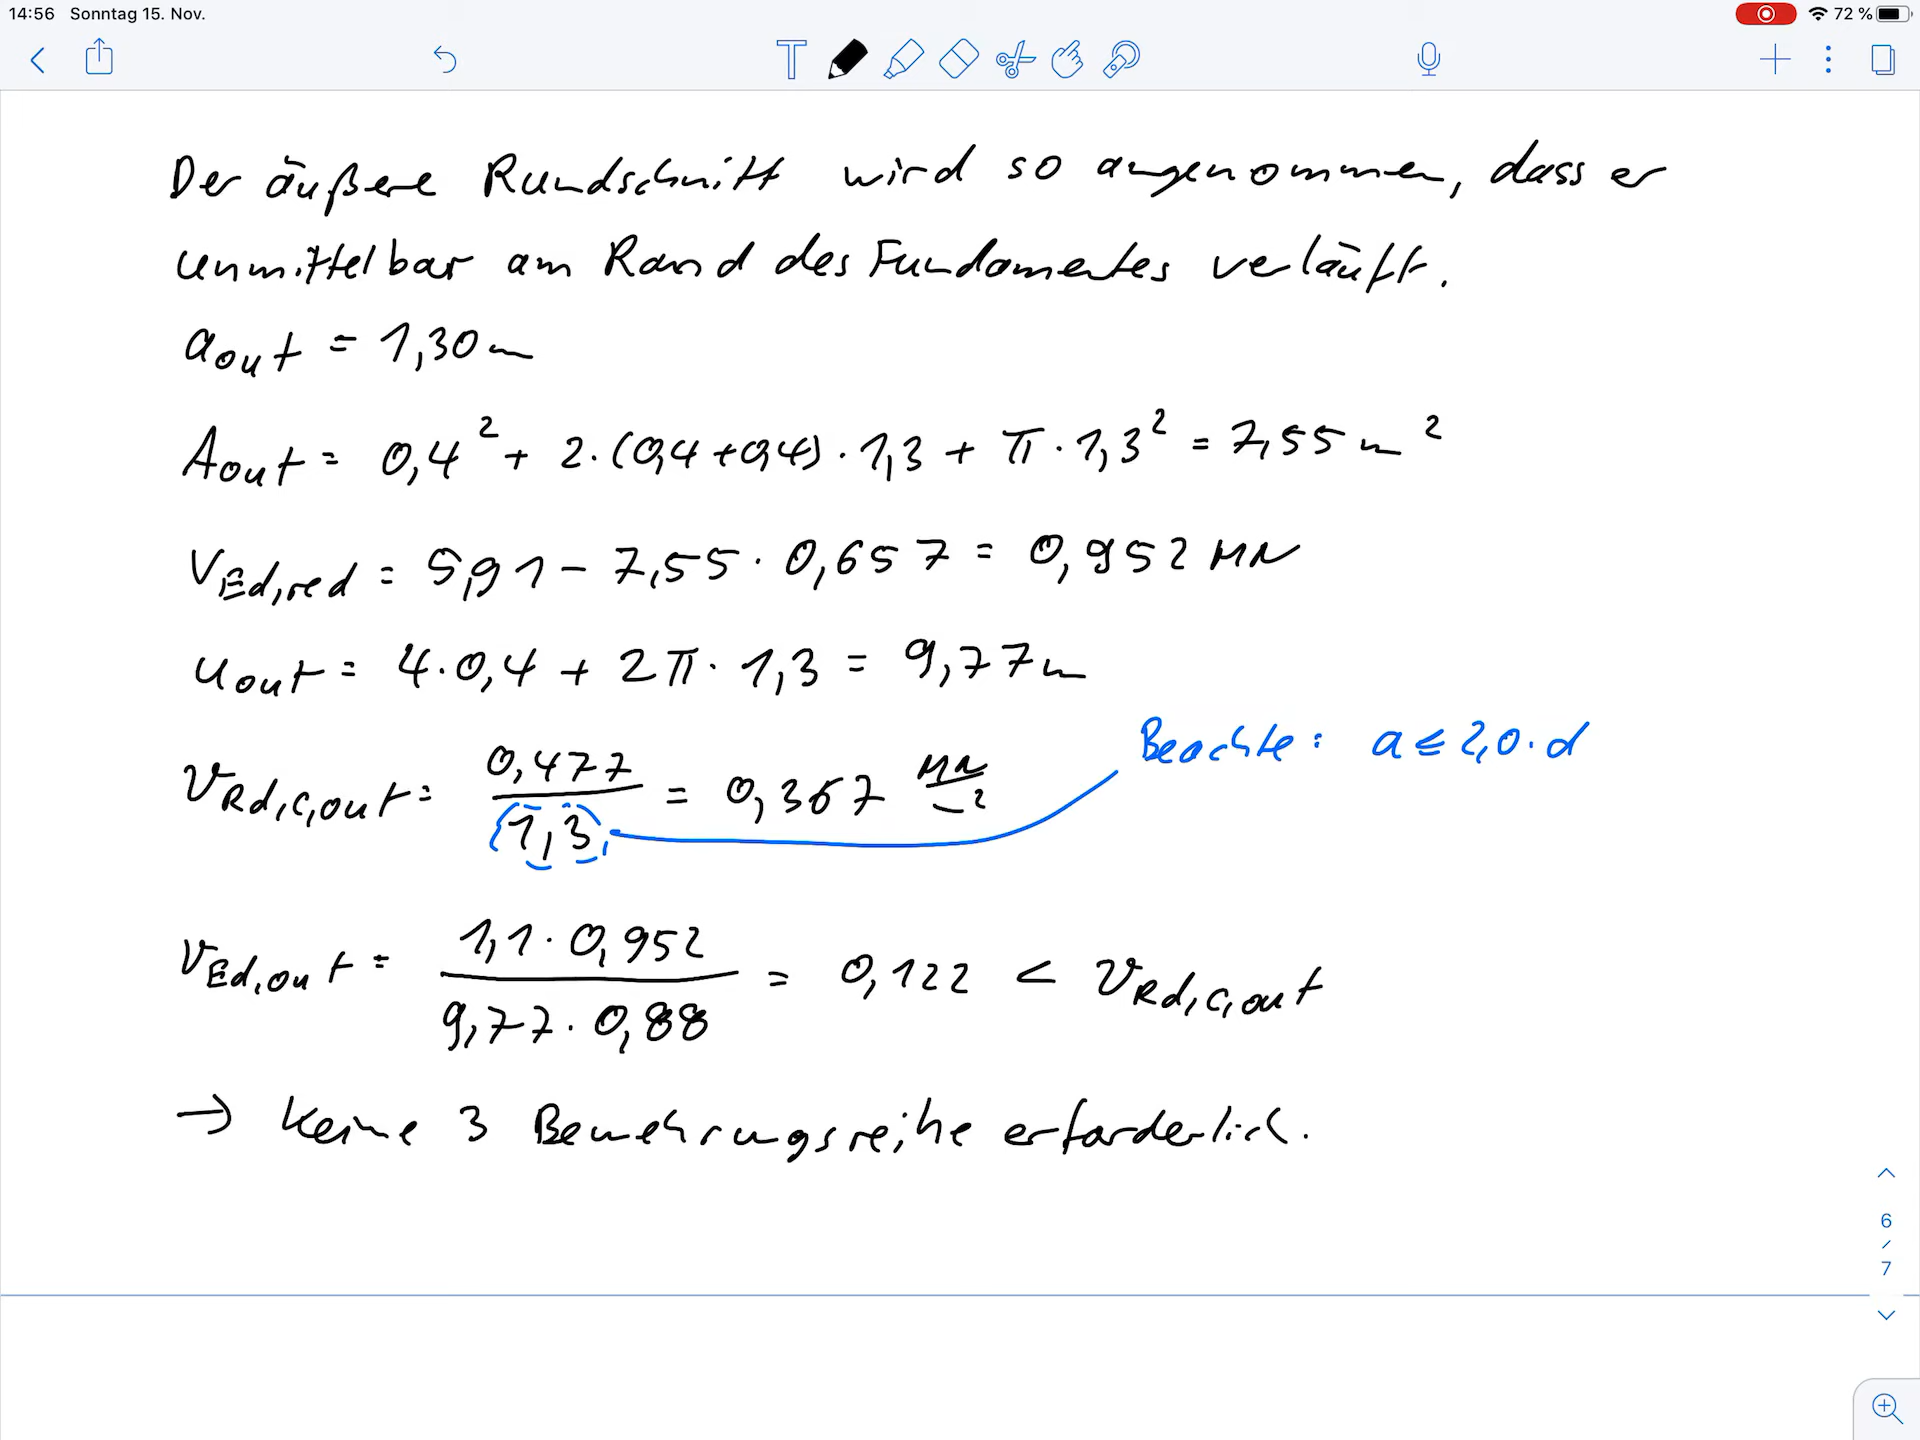 14:56 Sonntag 15. Nov. 72 %
T
Der äußere Rundschnitt wird so angenommen, dass er
unmittelbar am Rand des Fundamentes verläuft.
aout = 1,30m
Aout = 0,4² + 2·(0,4+0,4)·1,3 + π·1,3² = 7,55 m²
VEd,red = 5,91 - 7,55·0,657 = 0,952 MN
uout = 4·0,4 + 2π·1,3 = 9,77m
Beachte: a ≤ 2,0·d
vRd,c,out = 0,477 / 1,3 = 0,367 MN/m²
vEd,out = 1,1·0,952 / 9,77·0,88 = 0,122 < vRd,c,out
→ Keine 3 Bewehrungsreihe erforderlich.
6
/
7